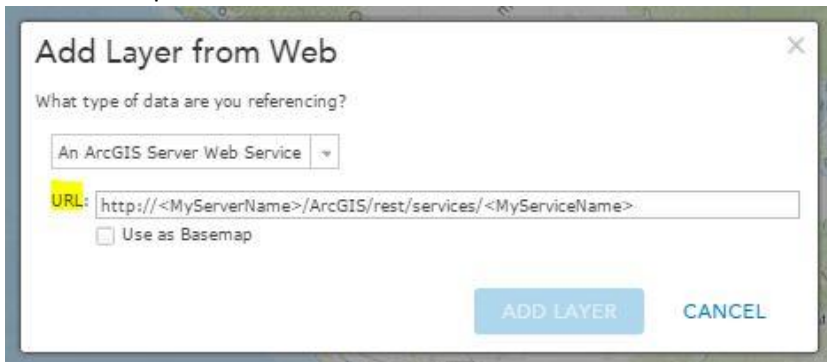 Add Layer from Web
What type of data are you referencing?
An ArcGIS Server Web Service
URL: http://<MyServerName>/ArcGIS/rest/services/<MyServiceName>
Use as Basemap
ADD LAYER CANCEL